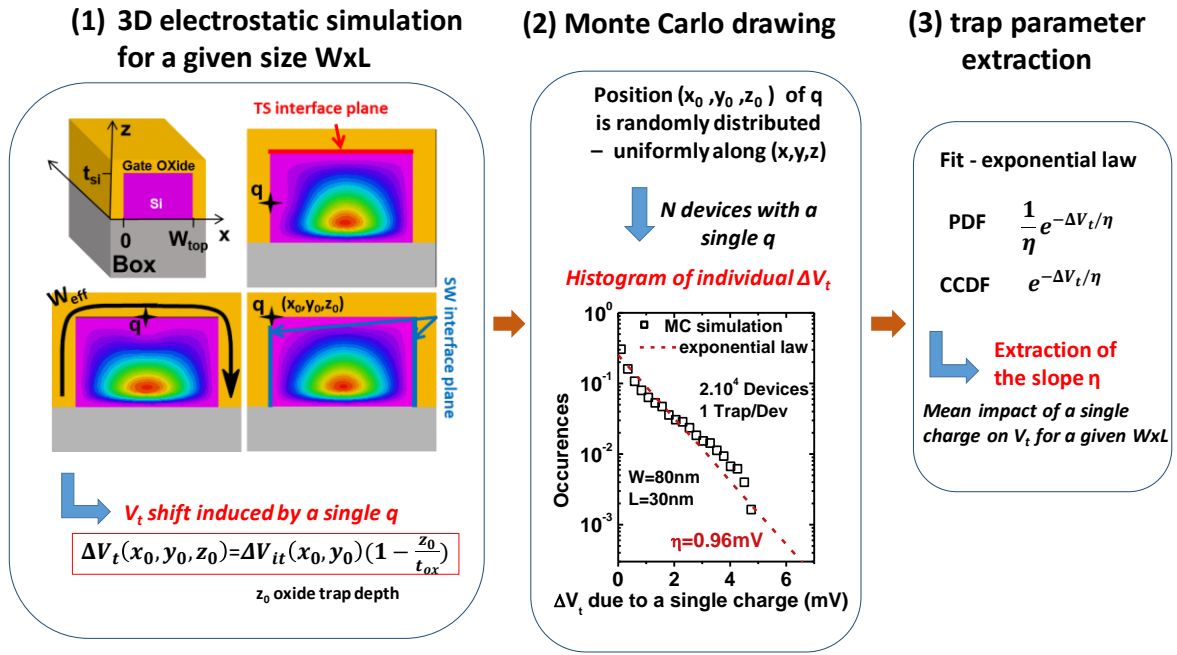 (1) 3D electrostatic simulation
for a given size WxL
z
Gate OXide
t_si
Si
0
W_top
x
Box
TS interface plane
q
W_eff
q
q
(x₀,y₀,z₀)
SW interface plane
V_t shift induced by a single q
ΔV_t(x₀, y₀, z₀)=ΔV_it(x₀, y₀)(1 − z₀/t_ox)
z₀ oxide trap depth
(2) Monte Carlo drawing
Position (x₀ ,y₀ ,z₀ ) of q
is randomly distributed
– uniformly along (x,y,z)
N devices with a
single q
Histogram of individual ΔV_t
10⁰
10⁻¹
10⁻²
10⁻³
Occurences
MC simulation
exponential law
2.10⁴ Devices
1 Trap/Dev
W=80nm
L=30nm
η=0.96mV
0 2 4 6
ΔV_t due to a single charge (mV)
(3) trap parameter
extraction
Fit - exponential law
PDF 1/η e^(−ΔV_t/η)
CCDF e^(−ΔV_t/η)
Extraction of
the slope η
Mean impact of a single
charge on V_t for a given WxL